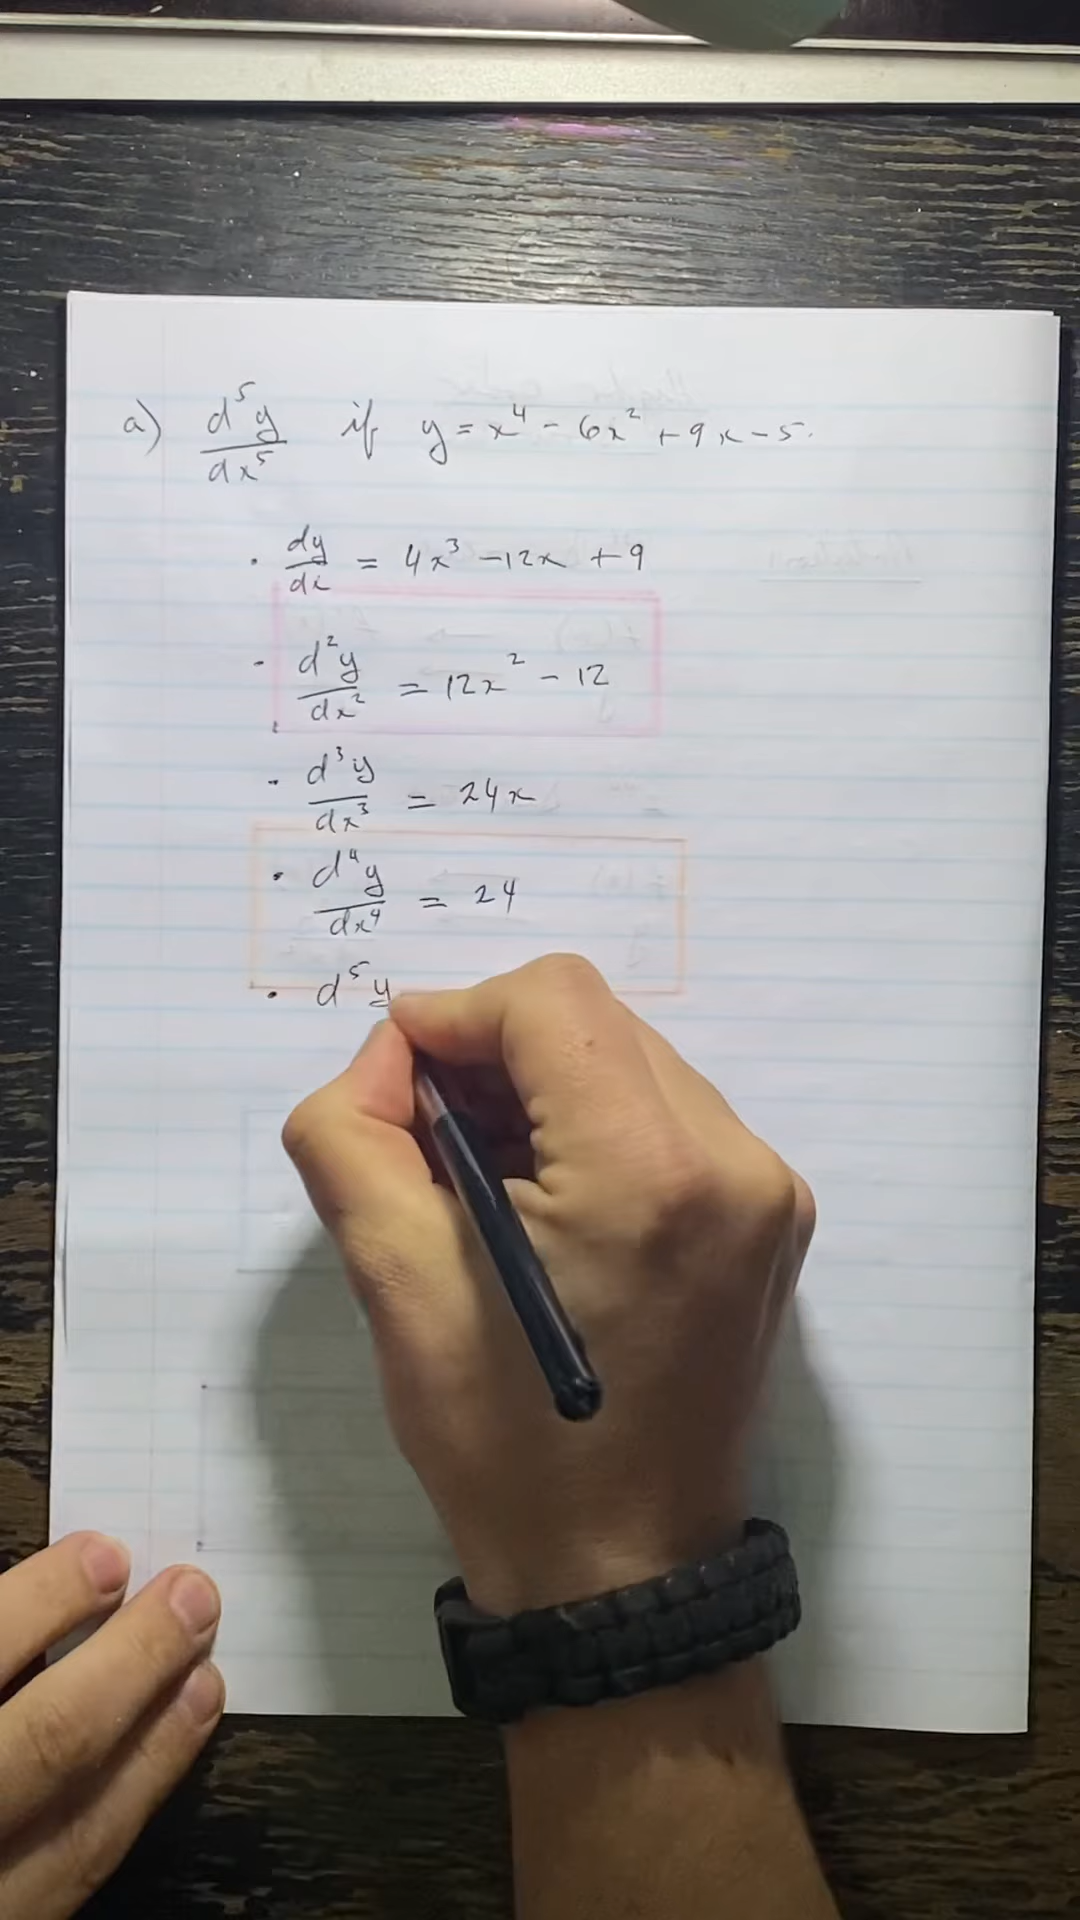 a) d⁵y/dx⁵ if y = x⁴ - 6x² + 9x - 5.
· dy/dx = 4x³ - 12x + 9
- d²y/dx² = 12x² - 12
- d³y/dx³ = 24x
· d⁴y/dx⁴ = 24
· d⁵y